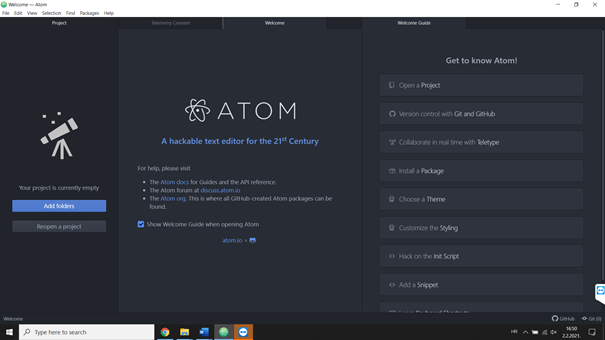 Welcome — Atom
File Edit View Selection Find Packages Help
Project
Telemetry Consent
Welcome
Welcome Guide
Your project is currently empty
Add folders
Reopen a project
ATOM
A hackable text editor for the 21st Century
For help, please visit
• The Atom docs for Guides and the API reference.
• The Atom forum at discuss.atom.io
• The Atom org. This is where all GitHub-created Atom packages can be
found.
Show Welcome Guide when opening Atom
atom.io ×
Get to know Atom!
Open a Project
Version control with Git and GitHub
Collaborate in real time with Teletype
Install a Package
Choose a Theme
Customize the Styling
Hack on the Init Script
Add a Snippet
Learn Keyboard Shortcuts
Welcome
GitHub
Git (0)
Type here to search
HR
16:50
2.2.2021.